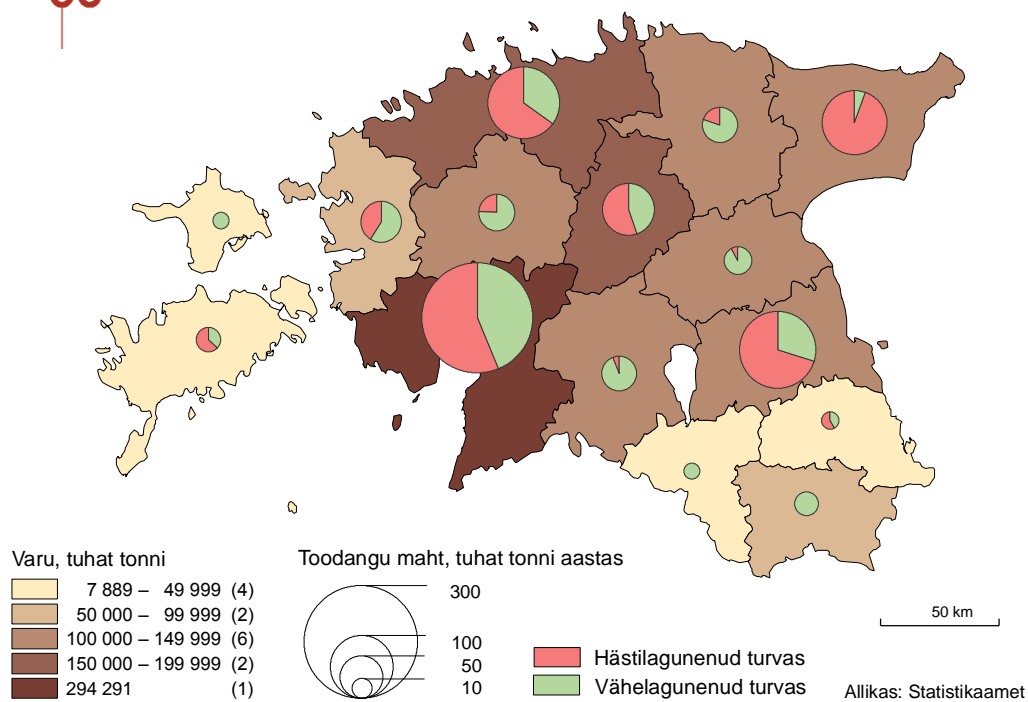 Varu, tuhat tonni
7 889 – 49 999 (4)
50 000 – 99 999 (2)
100 000 – 149 999 (6)
150 000 – 199 999 (2)
294 291 (1)
Toodangu maht, tuhat tonni aastas
300
100
50
10
Hästilagunenud turvas
Vähelagunenud turvas
50 km
Allikas: Statistikaamet